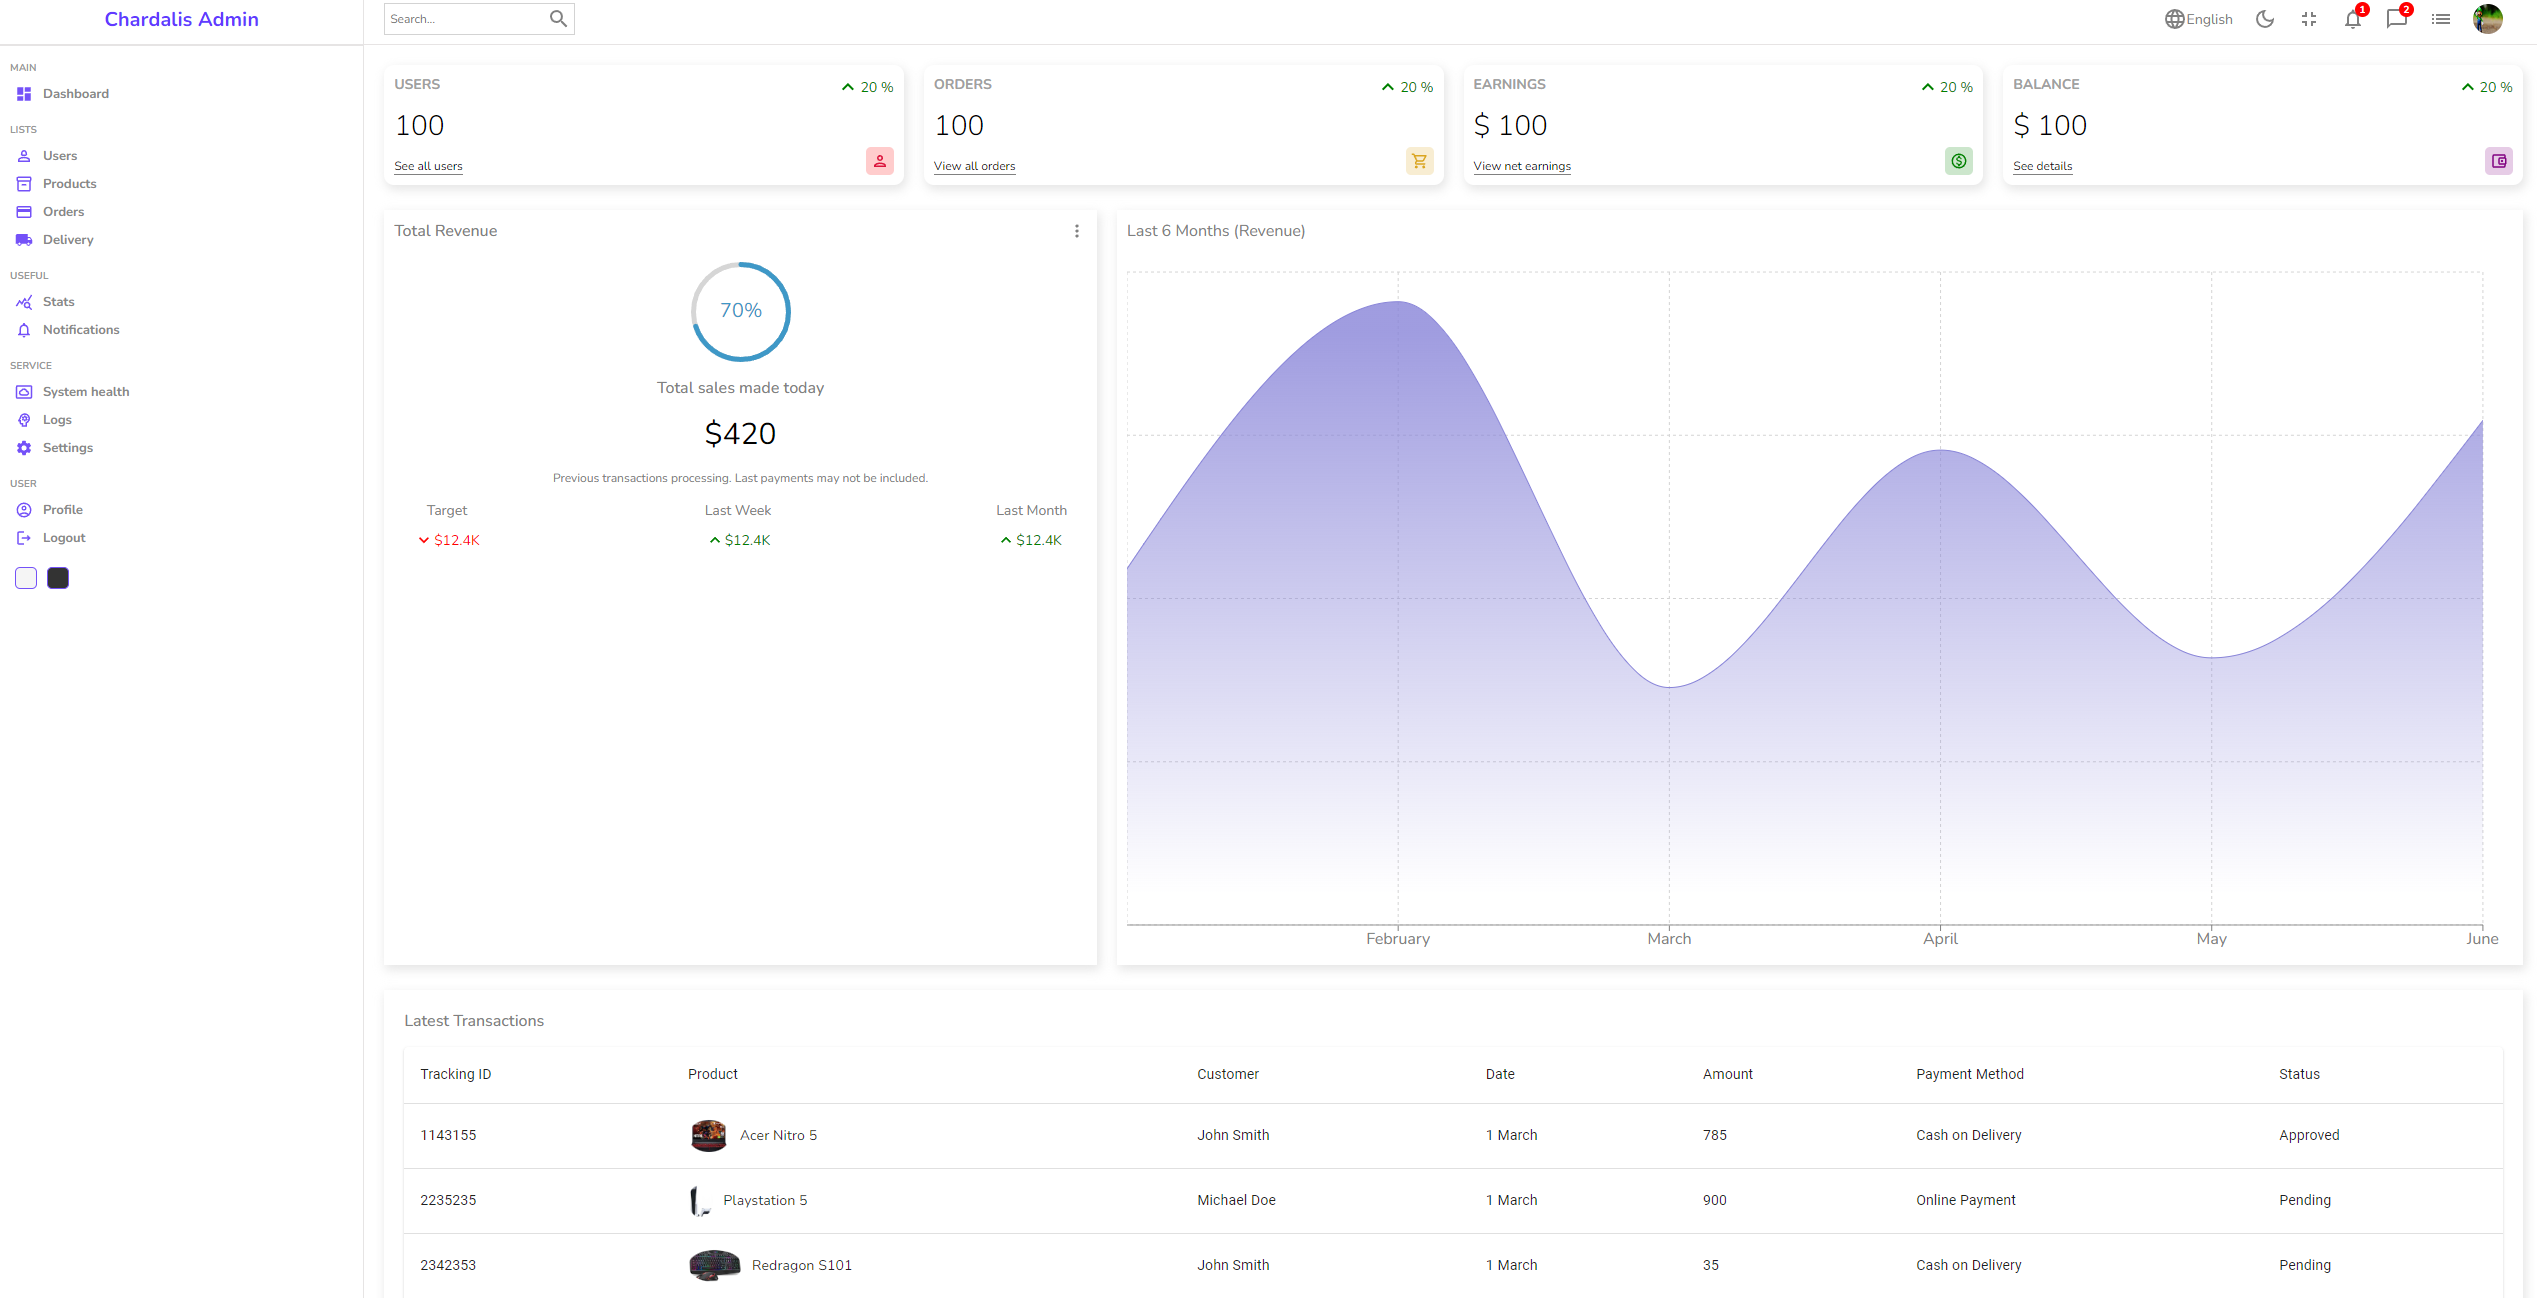 Chardalis Admin
Search...
English
1
2
MAIN
Dashboard
LISTS
Users
Products
Orders
Delivery
USEFUL
Stats
Notifications
SERVICE
System health
Logs
Settings
USER
Profile
Logout
USERS
20 %
100
See all users
ORDERS
20 %
100
View all orders
EARNINGS
20 %
$ 100
View net earnings
BALANCE
20 %
$ 100
See details
Total Revenue
70%
Total sales made today
$420
Previous transactions processing. Last payments may not be included.
Target
Last Week
Last Month
$12.4K
$12.4K
$12.4K
Last 6 Months (Revenue)
February
March
April
May
June
Latest Transactions
Tracking ID Product Customer Date Amount Payment Method Status
1143155 Acer Nitro 5 John Smith 1 March 785 Cash on Delivery Approved
2235235 Playstation 5 Michael Doe 1 March 900 Online Payment Pending
2342353 Redragon S101 John Smith 1 March 35 Cash on Delivery Pending